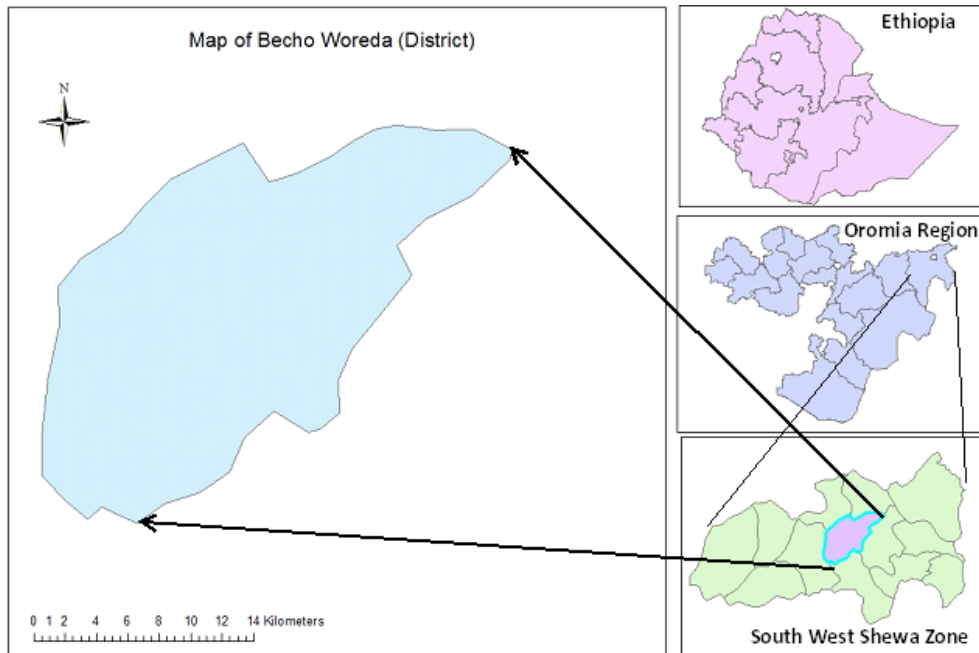 Map of Becho Woreda (District)
N
0 1 2 4 6 8 10 12 14 Kilometers
Ethiopia
Oromia Region
South West Shewa Zone